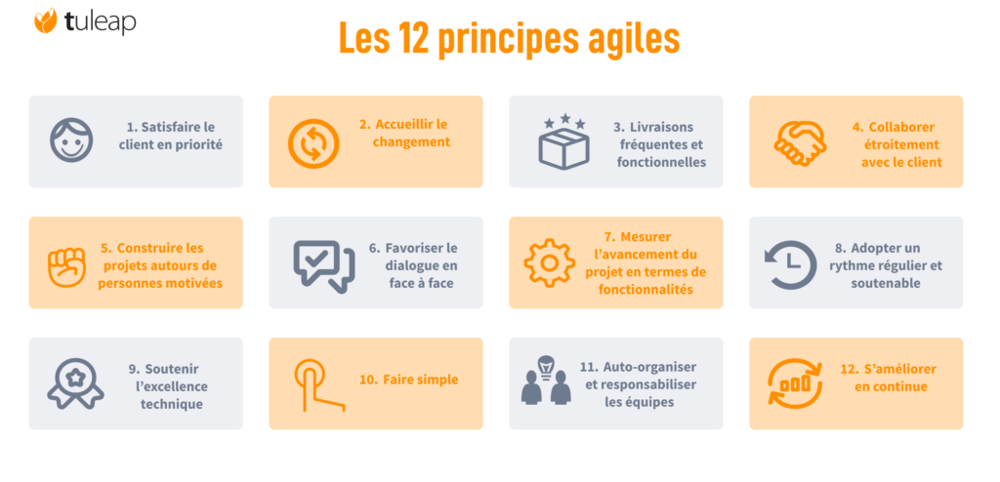 tuleap
Les 12 principes agiles
1. Satisfaire le
client en priorité
2. Accueillir le
changement
3. Livraisons
fréquentes et
fonctionnelles
4. Collaborer
étroitement
avec le client
5. Construire les
projets autours de
personnes motivées
6. Favoriser le
dialogue en
face à face
7. Mesurer
l’avancement du
projet en termes de
fonctionnalités
8. Adopter un
rythme régulier et
soutenable
9. Soutenir
l’excellence
technique
10. Faire simple
11. Auto-organiser
et responsabiliser
les équipes
12. S’améliorer
en continue